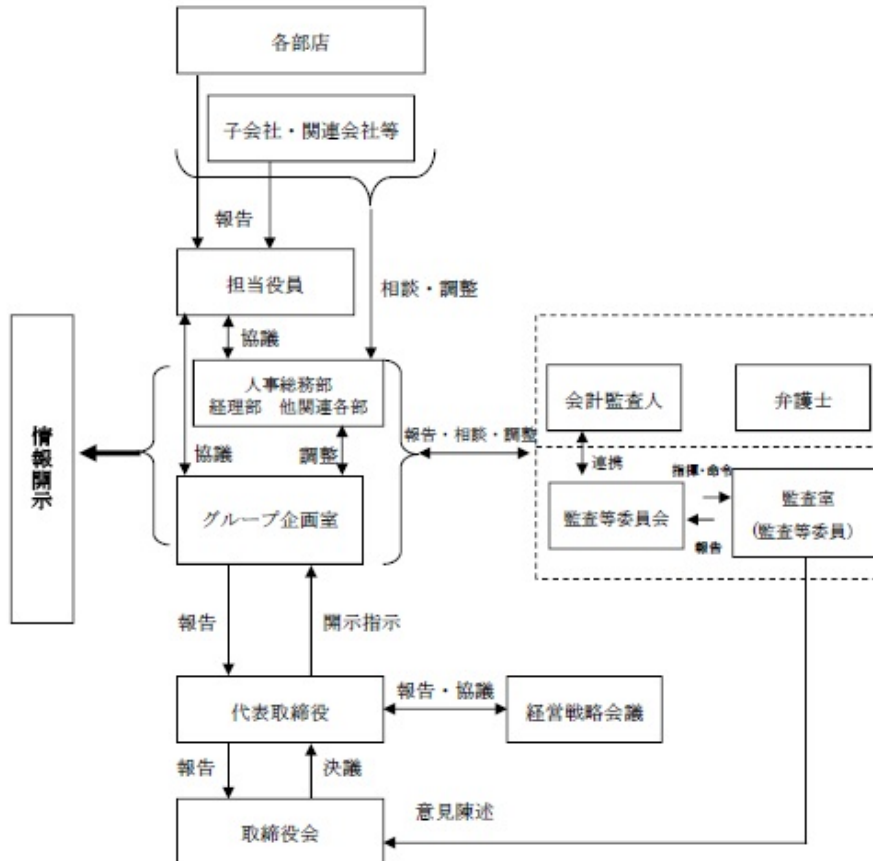 各部店
子会社・関連会社等
報告
担当役員
相談・調整
協議
人事総務部
経理部　他関連各部
会計監査人
弁護士
情報開示
協議
調整
報告・相談・調整
連携
指揮・命令
グループ企画室
監査等委員会
監査室
(監査等委員)
報告
報告
開示指示
代表取締役
報告・協議
経営戦略会議
報告
決議
意見陳述
取締役会